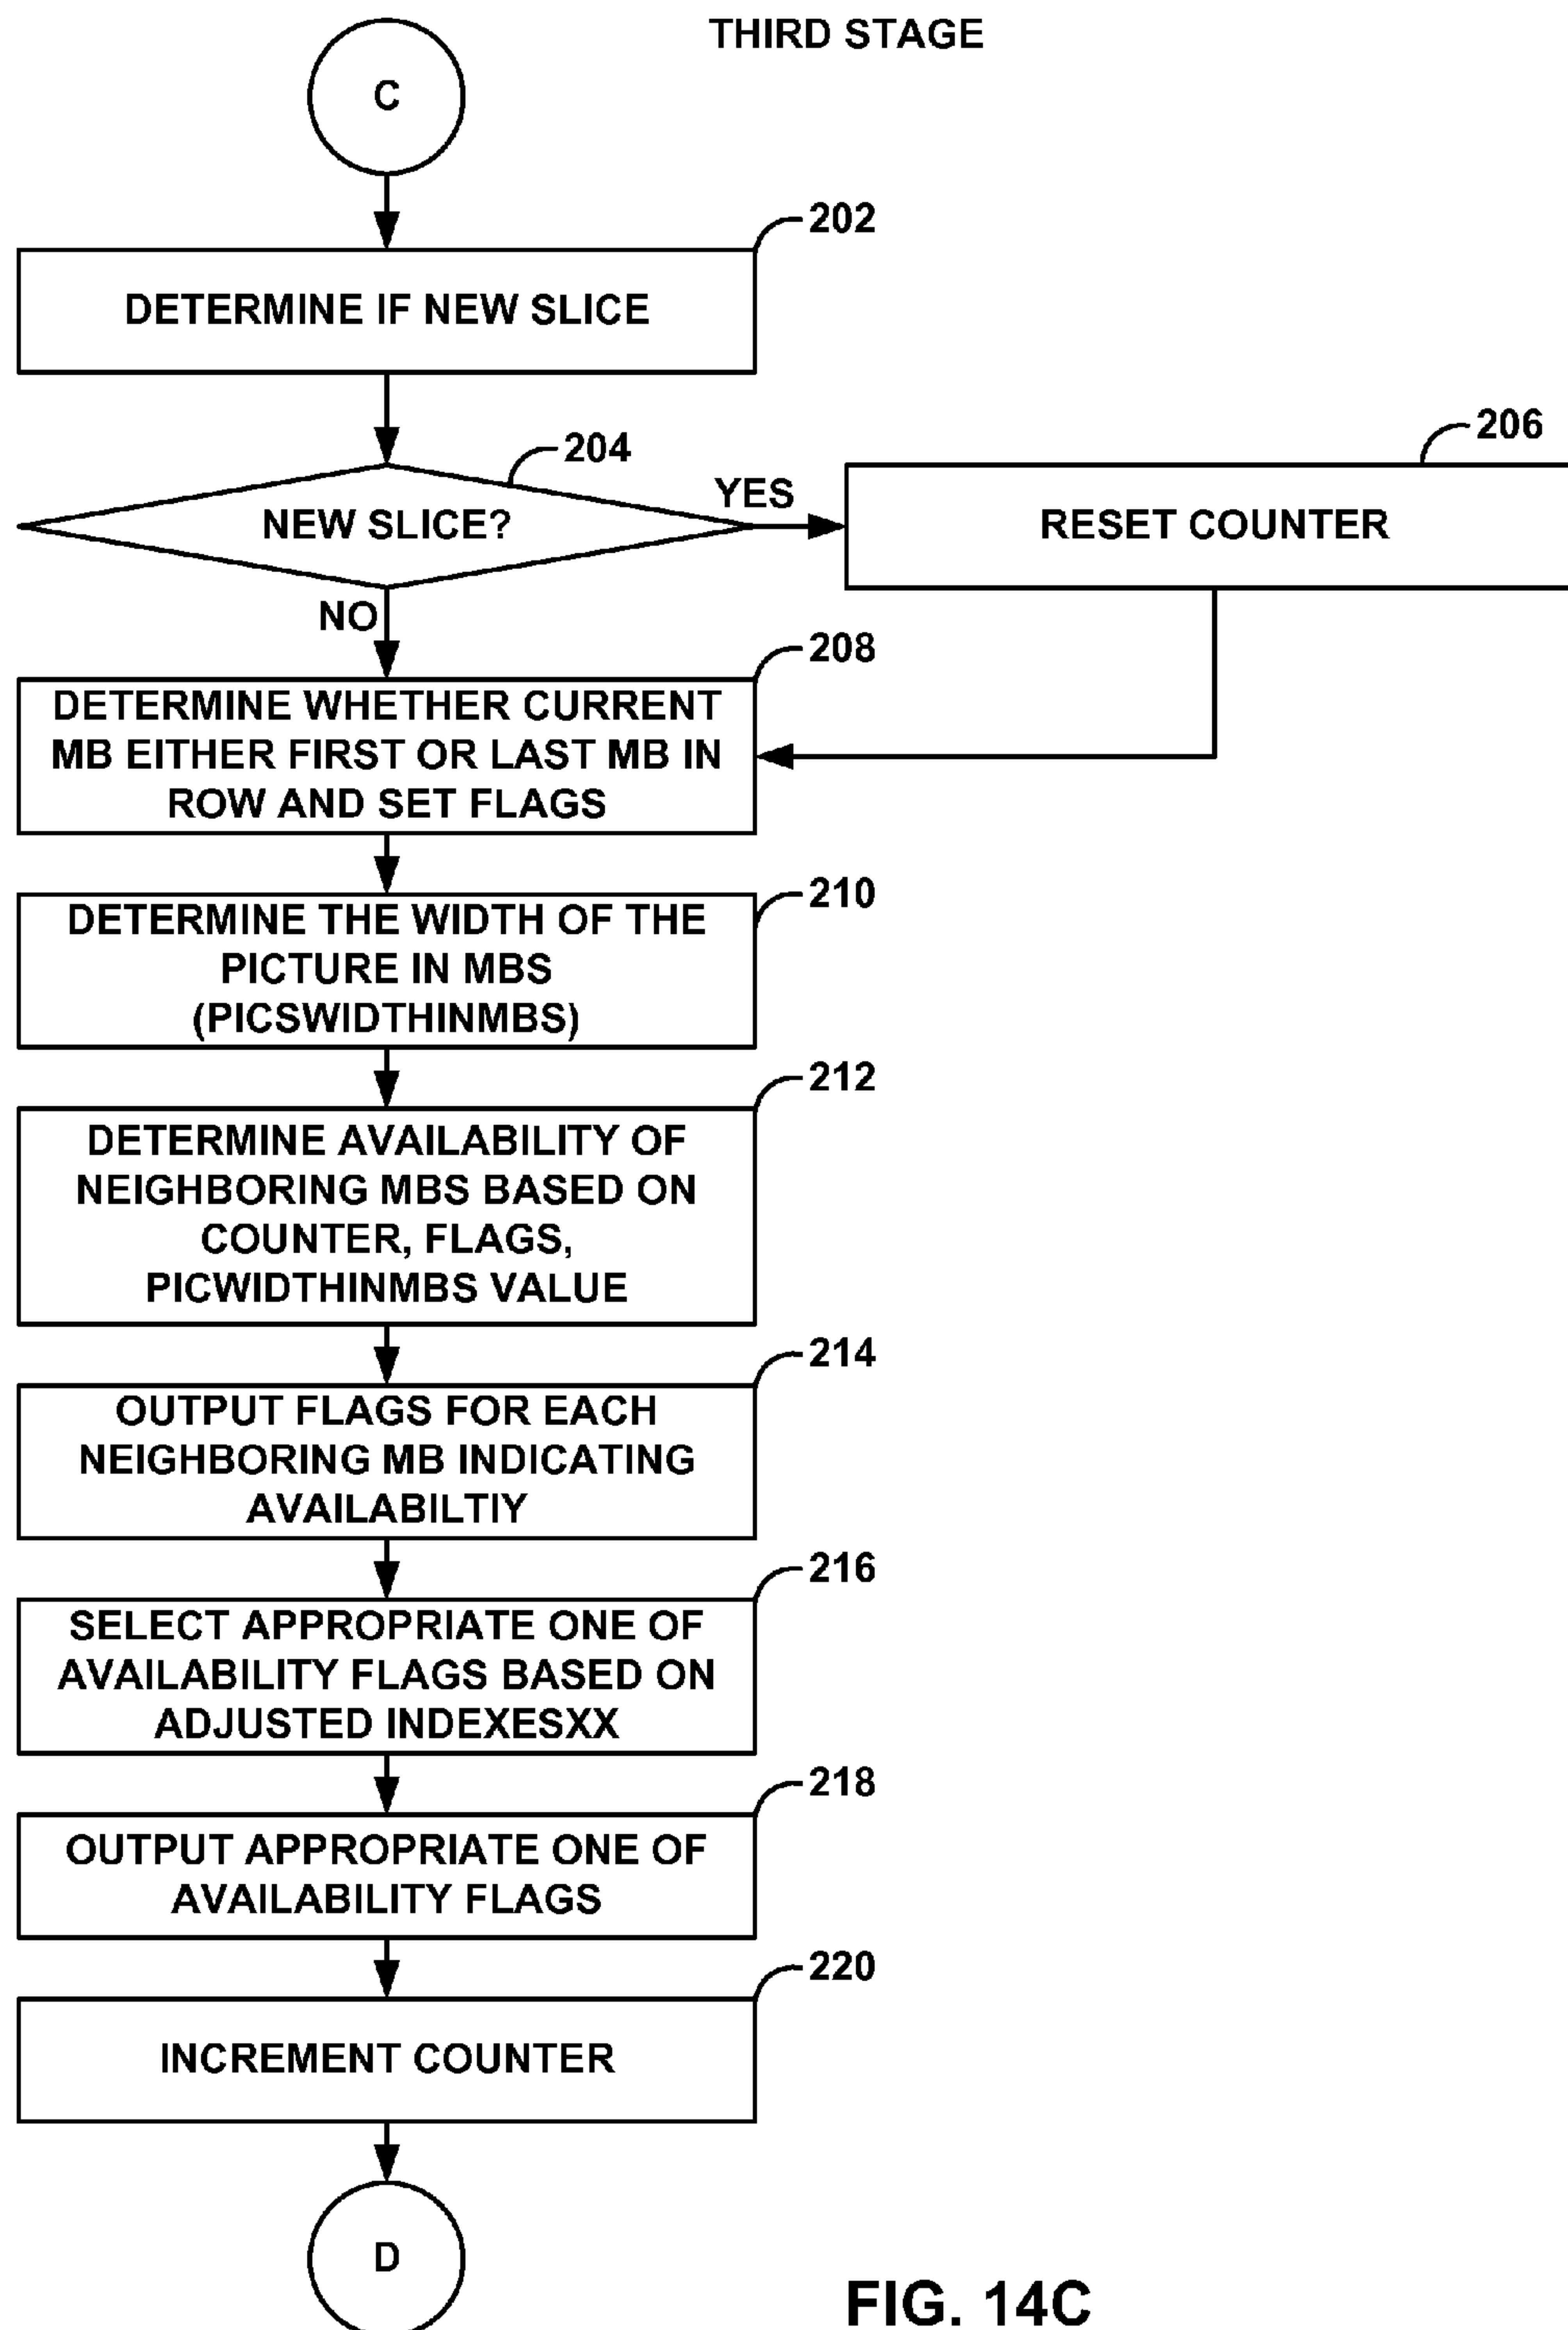 THIRD STAGE
C
202
DETERMINE IF NEW SLICE
204
NEW SLICE?
YES
206
RESET COUNTER
NO
208
DETERMINE WHETHER CURRENT
MB EITHER FIRST OR LAST MB IN
ROW AND SET FLAGS
210
DETERMINE THE WIDTH OF THE
PICTURE IN MBS
(PICSWIDTHINMBS)
212
DETERMINE AVAILABILITY OF
NEIGHBORING MBS BASED ON
COUNTER, FLAGS,
PICWIDTHINMBS VALUE
214
OUTPUT FLAGS FOR EACH
NEIGHBORING MB INDICATING
AVAILABILTIY
216
SELECT APPROPRIATE ONE OF
AVAILABILITY FLAGS BASED ON
ADJUSTED INDEXESXX
218
OUTPUT APPROPRIATE ONE OF
AVAILABILITY FLAGS
220
INCREMENT COUNTER
D
FIG. 14C